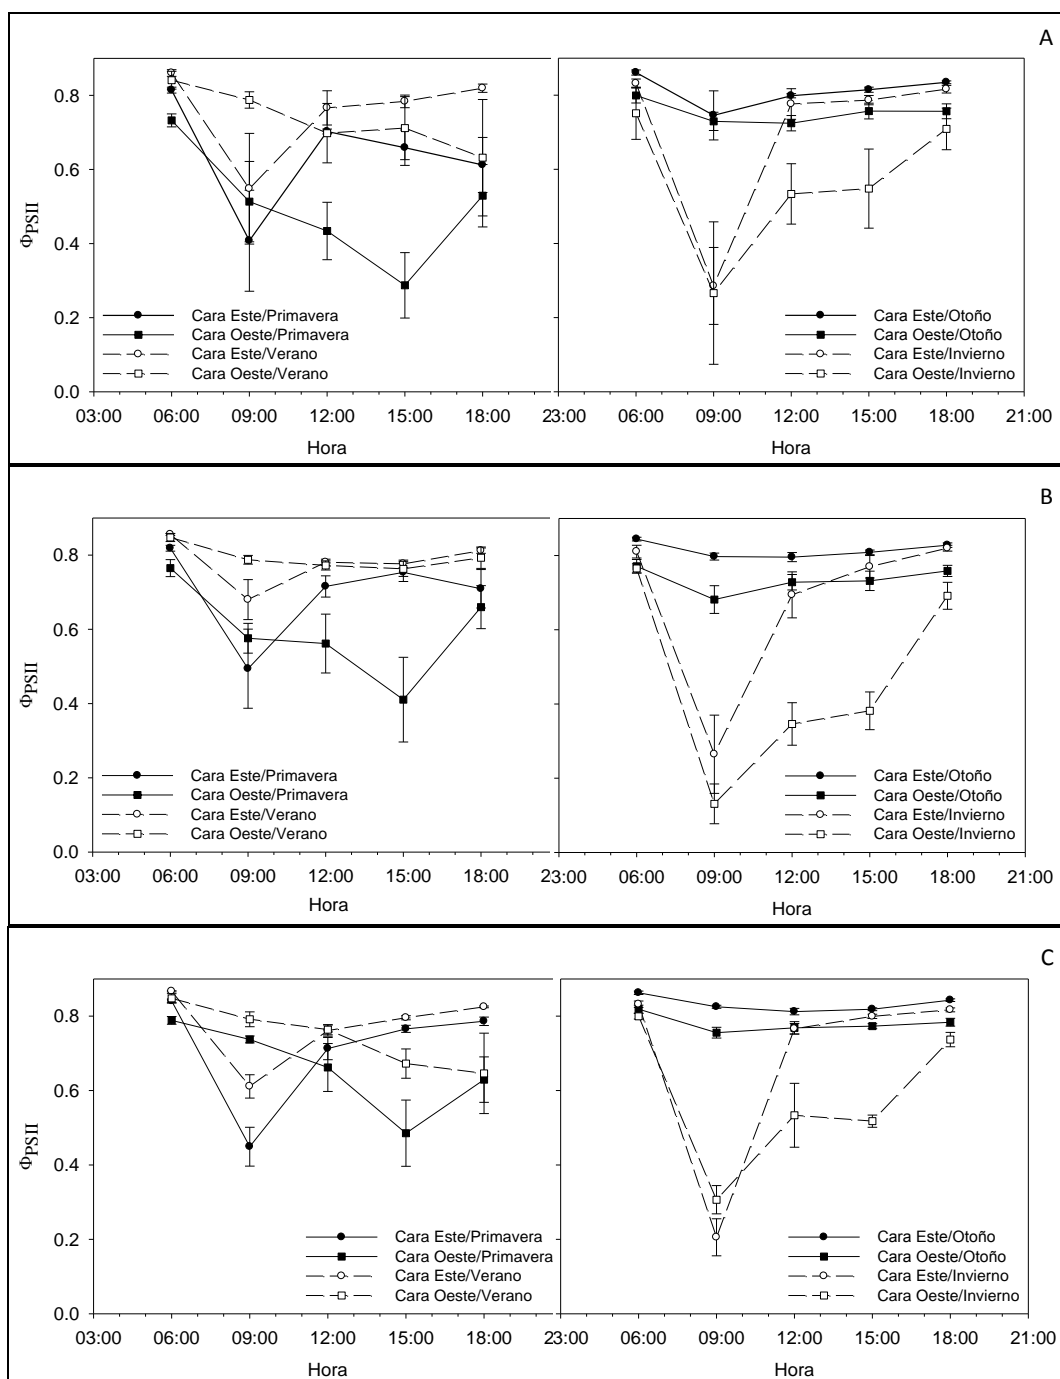 A
0.8
0.6
0.4
0.2
0.0
ΦPSII
Cara Este/Primavera
Cara Oeste/Primavera
Cara Este/Verano
Cara Oeste/Verano
Cara Este/Otoño
Cara Oeste/Otoño
Cara Este/Invierno
Cara Oeste/Invierno
03:00 06:00 09:00 12:00 15:00 18:00 23:00 06:00 09:00 12:00 15:00 18:00 21:00
Hora Hora
B
0.8
0.6
0.4
0.2
0.0
ΦPSII
Cara Este/Primavera
Cara Oeste/Primavera
Cara Este/Verano
Cara Oeste/Verano
Cara Este/Otoño
Cara Oeste/Otoño
Cara Este/Invierno
Cara Oeste/Invierno
03:00 06:00 09:00 12:00 15:00 18:00 23:00 06:00 09:00 12:00 15:00 18:00 21:00
Hora Hora
C
0.8
0.6
0.4
0.2
0.0
ΦPSII
Cara Este/Primavera
Cara Oeste/Primavera
Cara Este/Verano
Cara Oeste/Verano
Cara Este/Otoño
Cara Oeste/Otoño
Cara Este/Invierno
Cara Oeste/Invierno
03:00 06:00 09:00 12:00 15:00 18:00 23:00 06:00 09:00 12:00 15:00 18:00 21:00
Hora Hora